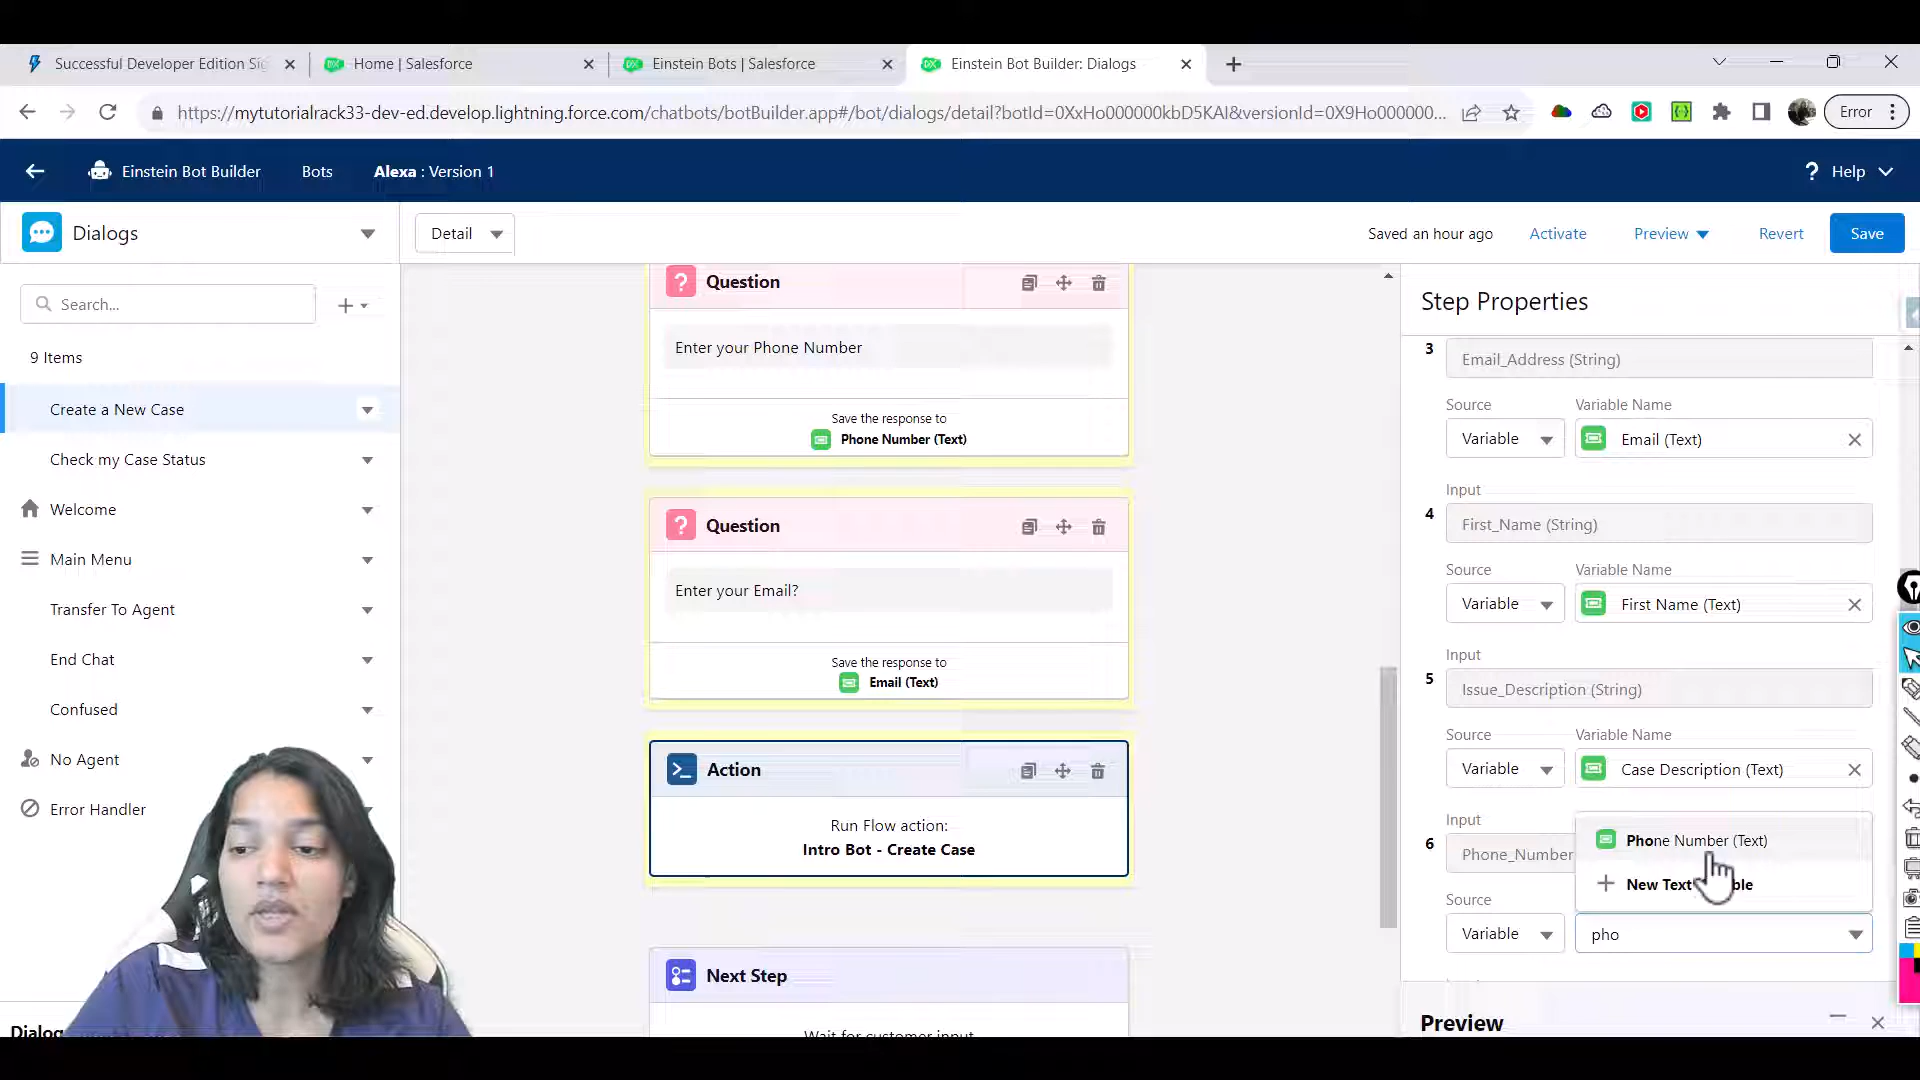 Successful Developer Edition Sig
Home | Salesforce
Einstein Bots | Salesforce
Einstein Bot Builder: Dialogs
https://mytutorialrack33-dev-ed.develop.lightning.force.com/chatbots/botBuilder.app#/bot/dialogs/detail?botId=0XxHo000000kbD5KAI&versionId=0X9Ho000000...
Error
Einstein Bot Builder
Bots
Alexa : Version 1
? Help
Dialogs
Detail
Saved an hour ago
Activate
Preview
Revert
Save
Search...
9 Items
Create a New Case
Check my Case Status
Welcome
Main Menu
Transfer To Agent
End Chat
Confused
No Agent
Error Handler
Question
Enter your Phone Number
Save the response to
Phone Number (Text)
Question
Enter your Email?
Save the response to
Email (Text)
Action
Run Flow action:
Intro Bot - Create Case
Next Step
Wait for customer input
Step Properties
3
Email_Address (String)
Source
Variable Name
Variable
Email (Text)
Input
4
First_Name (String)
Source
Variable Name
Variable
First Name (Text)
Input
5
Issue_Description (String)
Source
Variable Name
Variable
Case Description (Text)
Input
6
Phone_Number
Phone Number (Text)
New Text
Source
Variable
pho
Preview